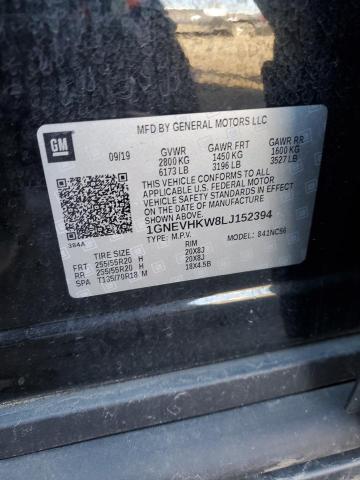 MFD BY GENERAL MOTORS LLC
GM
09/19 GVWR GAWR FRT GAWR RR
2800 KG 1450 KG 1600 KG
6173 LB 3196 LB 3527 LB
THIS VEHICLE CONFORMS TO ALL APPLICABLE
U.S. FEDERAL MOTOR VEHICLE SAFETY
STANDARDS IN EFFECT ON THE DATE OF
MANUFACTURE SHOWN ABOVE.
1GNEVHKW8LJ152394
384A TYPE: M.P.V. MODEL: 841NC56
TIRE SIZE RIM
FRT 255/55R20 H 20X8J
RR 255/55R20 H 20X8J
SPA T135/70R18 M 18X4.5B